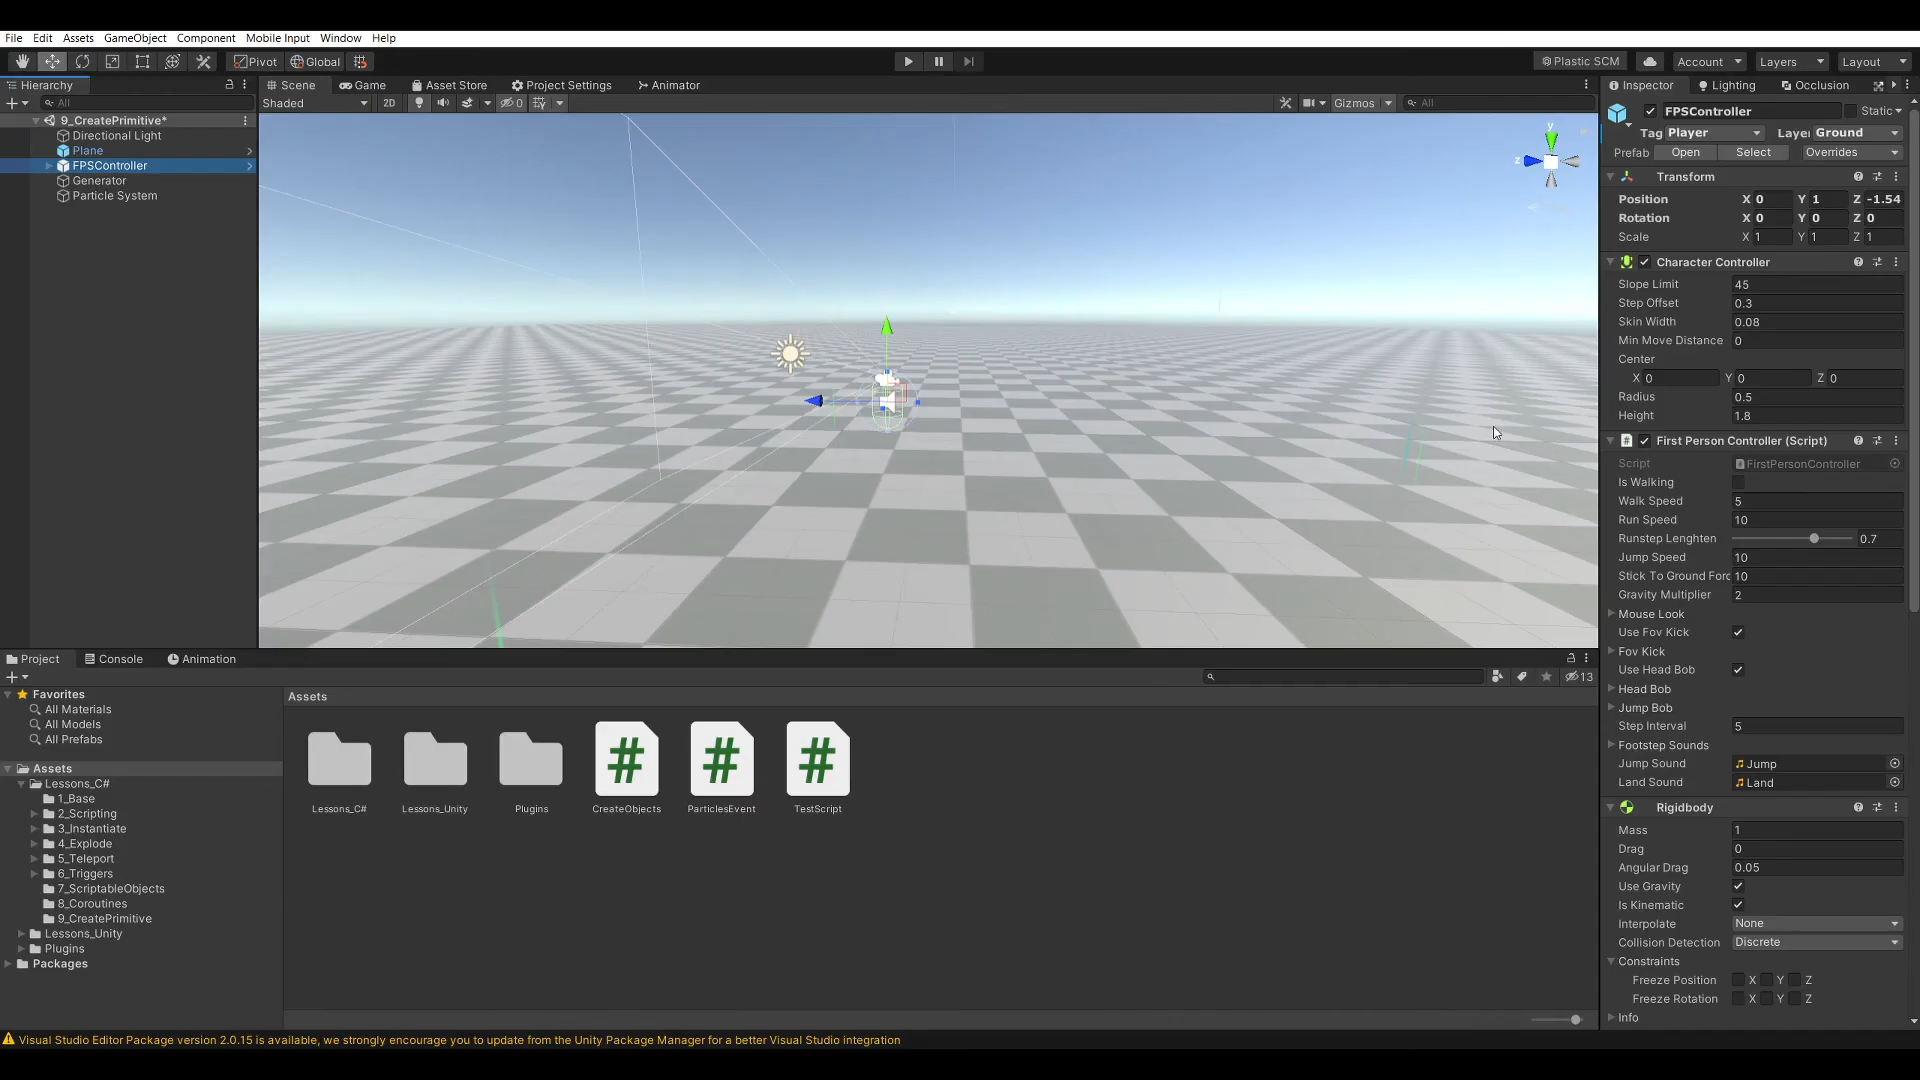 File Edit Assets GameObject Component Mobile Input Window Help
Pivot Global
Plastic SCM Account Layers Layout
Hierarchy
All
9_CreatePrimitive*
Directional Light
Plane
FPSController
Generator
Particle System
Scene Game Asset Store Project Settings Animator
Shaded 2D 0 Gizmos All
y
z
Inspector Lighting Occlusion
FPSController Static
Tag Player Layer Ground
Prefab Open Select Overrides
Transform
Position X 0 Y 1 Z -1.54
Rotation X 0 Y 0 Z 0
Scale X 1 Y 1 Z 1
Character Controller
Slope Limit 45
Step Offset 0.3
Skin Width 0.08
Min Move Distance 0
Center
X 0 Y 0 Z 0
Radius 0.5
Height 1.8
# First Person Controller (Script)
Script FirstPersonController
Is Walking
Walk Speed 5
Run Speed 10
Runstep Lenghten 0.7
Jump Speed 10
Stick To Ground Forc 10
Gravity Multiplier 2
Mouse Look
Use Fov Kick
Fov Kick
Use Head Bob
Head Bob
Jump Bob
Step Interval 5
Footstep Sounds
Jump Sound Jump
Land Sound Land
Rigidbody
Mass 1
Drag 0
Angular Drag 0.05
Use Gravity
Is Kinematic
Interpolate None
Collision Detection Discrete
Constraints
Freeze Position X Y Z
Freeze Rotation X Y Z
Info
Project Console Animation
13
Favorites
All Materials
All Models
All Prefabs
Assets
Lessons_C#
1_Base
2_Scripting
3_Instantiate
4_Explode
5_Teleport
6_Triggers
7_ScriptableObjects
8_Coroutines
9_CreatePrimitive
Lessons_Unity
Plugins
Packages
Assets
# # #
Lessons_C# Lessons_Unity Plugins CreateObjects ParticlesEvent TestScript
Visual Studio Editor Package version 2.0.15 is available, we strongly encourage you to update from the Unity Package Manager for a better Visual Studio integration